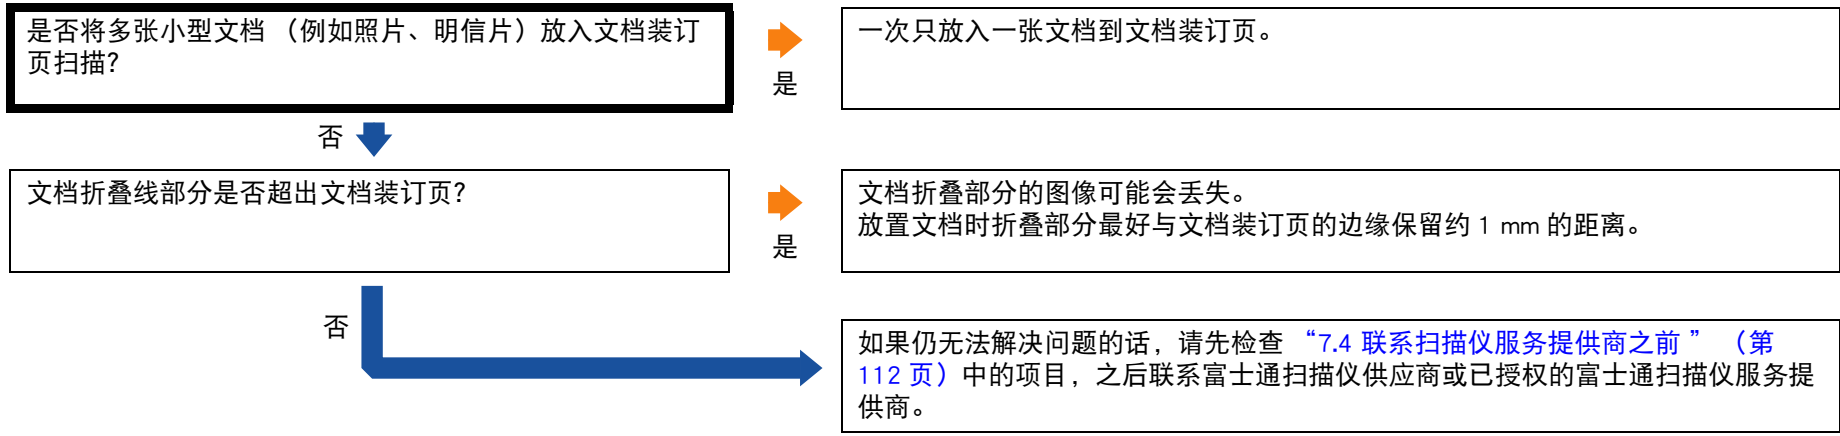 是否将多张小型文档 （例如照片、明信片）放入文档装订
页扫描?
是
一次只放入一张文档到文档装订页。
否
文档折叠线部分是否超出文档装订页?
是
文档折叠部分的图像可能会丢失。
放置文档时折叠部分最好与文档装订页的边缘保留约 1 mm 的距离。
否
如果仍无法解决问题的话，请先检查 “7.4 联系扫描仪服务提供商之前 ” （第
112 页）中的项目，之后联系富士通扫描仪供应商或已授权的富士通扫描仪服务提
供商。